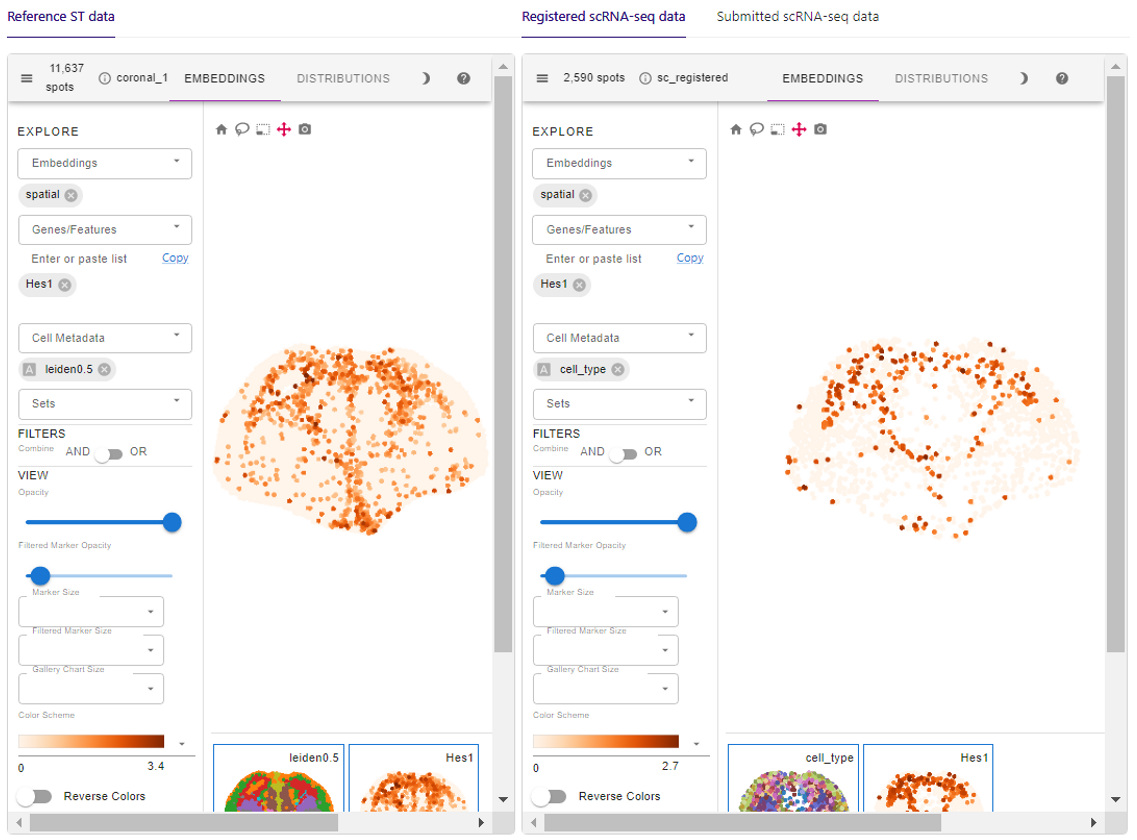 Reference ST data
Registered scRNA-seq data Submitted scRNA-seq data
11,637 spots
coronal_1 EMBEDDINGS DISTRIBUTIONS
EXPLORE
Embeddings
spatial
Genes/Features
Enter or paste list Copy
Hes1
Cell Metadata
A leiden0.5
Sets
FILTERS
Combine AND OR
VIEW
Opacity
Filtered Marker Opacity
Marker Size
Filtered Marker Size
Gallery Chart Size
Color Scheme
0 3.4
Reverse Colors
leiden0.5 Hes1
2,590 spots sc_registered EMBEDDINGS DISTRIBUTIONS
EXPLORE
Embeddings
spatial
Genes/Features
Enter or paste list Copy
Hes1
Cell Metadata
A cell_type
Sets
FILTERS
Combine AND OR
VIEW
Opacity
Filtered Marker Opacity
Marker Size
Filtered Marker Size
Gallery Chart Size
Color Scheme
0 2.7
Reverse Colors
cell_type Hes1